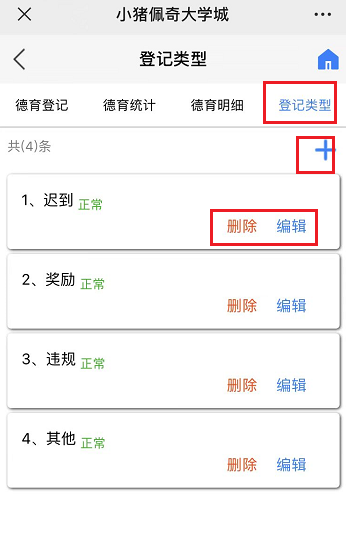 小猪佩奇大学城
登记类型
德育登记 德育统计 德育明细 登记类型
共(4)条
1、迟到 正常
删除 编辑
2、奖励 正常
删除 编辑
3、违规 正常
删除 编辑
4、其他 正常
删除 编辑